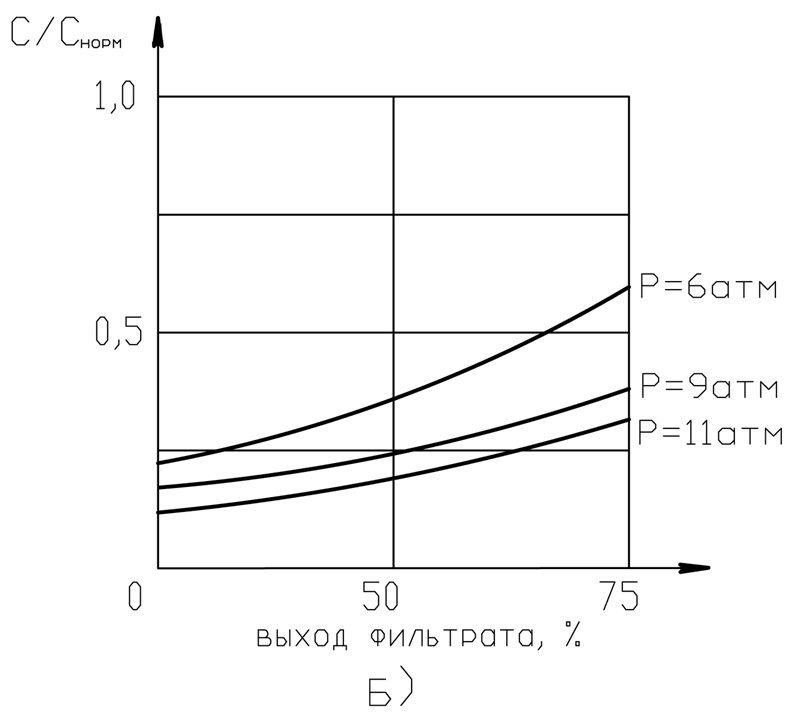 С/Снорм
1,0
P=6атм
0,5
P=9атм
P=11атм
0 50 75
выход фильтрата, %
Б)